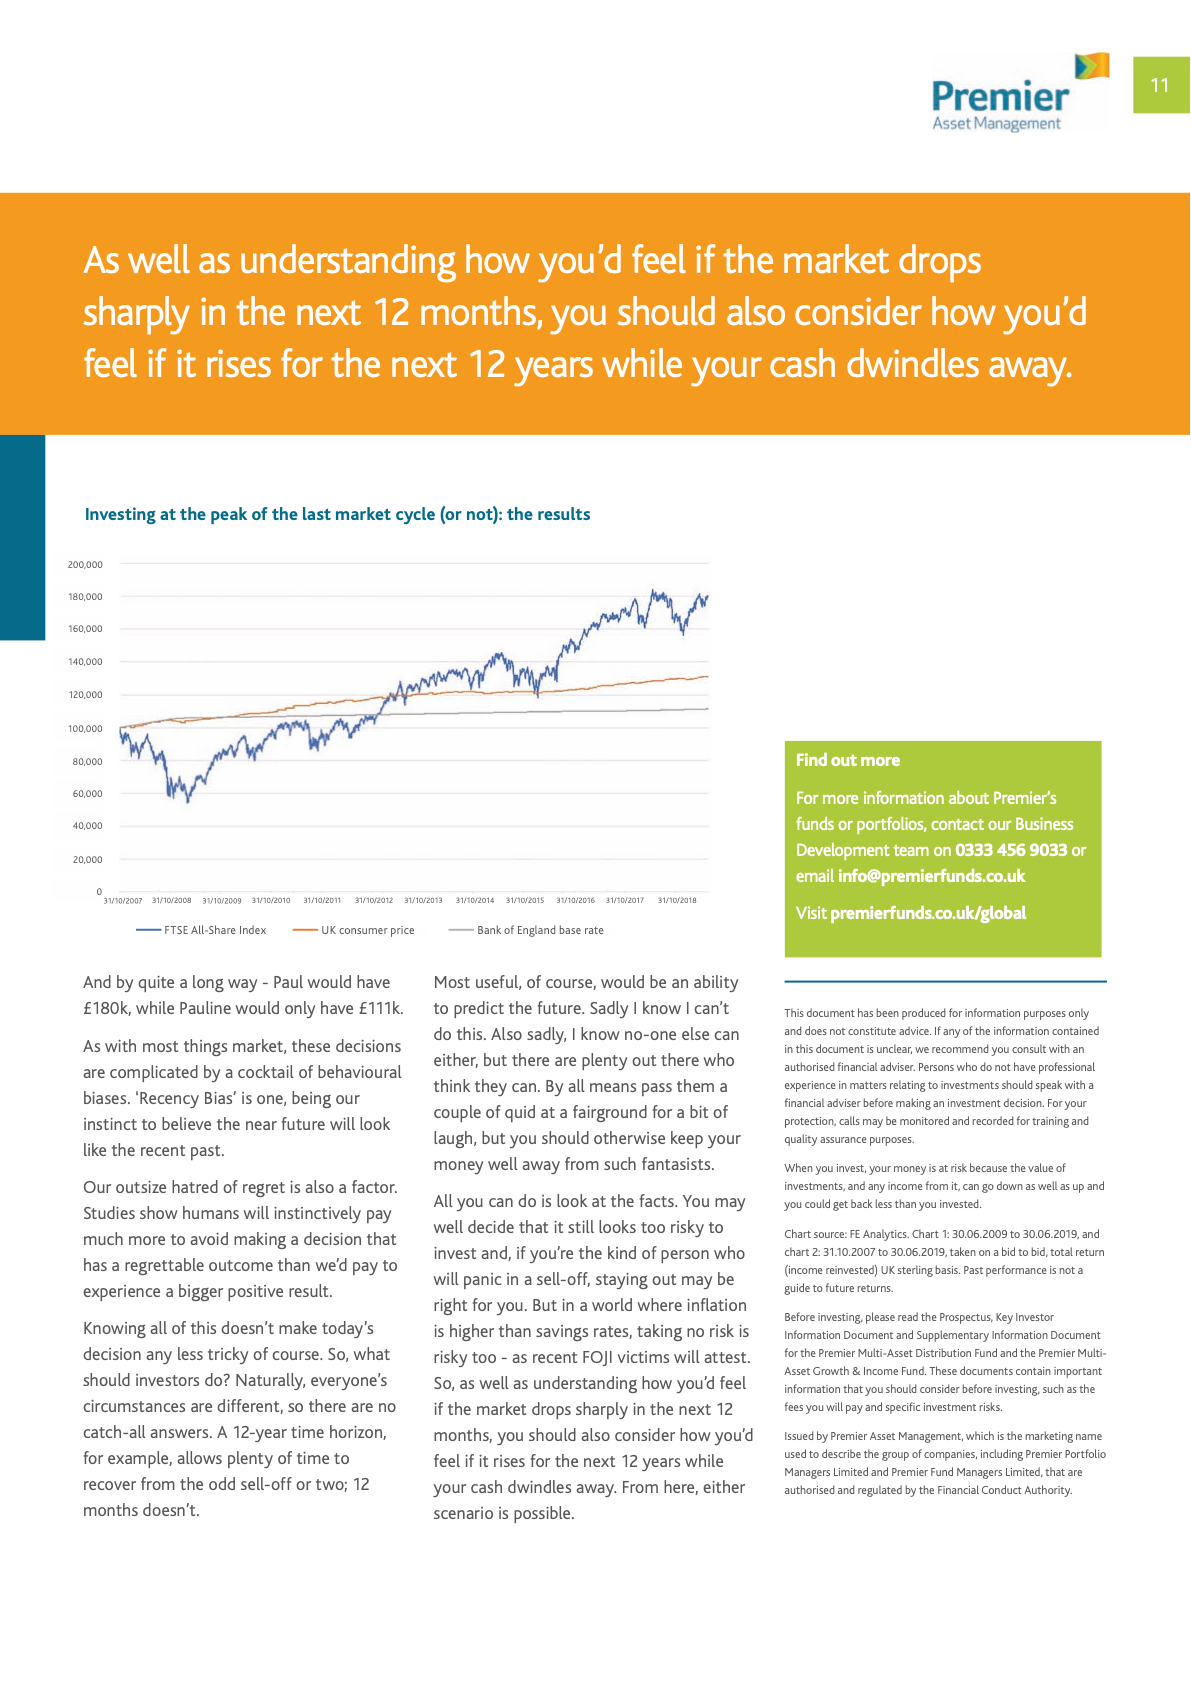 Premier
Asset Management
11
As well as understanding how you’d feel if the market drops
sharply in the next 12 months, you should also consider how you’d
feel if it rises for the next 12 years while your cash dwindles away.
Investing at the peak of the last market cycle (or not): the results
200,000
180,000
160,000
140,000
120,000
100,000
80,000
60,000
40,000
20,000
0
31/10/2007 31/10/2008 31/10/2009 31/10/2010 31/10/2011 31/10/2012 31/10/2013 31/10/2014 31/10/2015 31/10/2016 31/10/2017 31/10/2018
FTSE All-Share Index UK consumer price Bank of England base rate
And by quite a long way - Paul would have
£180k, while Pauline would only have £111k.
As with most things market, these decisions
are complicated by a cocktail of behavioural
biases. ‘Recency Bias’ is one, being our
instinct to believe the near future will look
like the recent past.
Our outsize hatred of regret is also a factor.
Studies show humans will instinctively pay
much more to avoid making a decision that
has a regrettable outcome than we’d pay to
experience a bigger positive result.
Knowing all of this doesn’t make today’s
decision any less tricky of course. So, what
should investors do? Naturally, everyone’s
circumstances are different, so there are no
catch-all answers. A 12-year time horizon,
for example, allows plenty of time to
recover from the odd sell-off or two; 12
months doesn’t.
Most useful, of course, would be an ability
to predict the future. Sadly I know I can’t
do this. Also sadly, I know no-one else can
either, but there are plenty out there who
think they can. By all means pass them a
couple of quid at a fairground for a bit of
laugh, but you should otherwise keep your
money well away from such fantasists.
All you can do is look at the facts. You may
well decide that it still looks too risky to
invest and, if you’re the kind of person who
will panic in a sell-off, staying out may be
right for you. But in a world where inflation
is higher than savings rates, taking no risk is
risky too - as recent FOJI victims will attest.
So, as well as understanding how you’d feel
if the market drops sharply in the next 12
months, you should also consider how you’d
feel if it rises for the next 12 years while
your cash dwindles away. From here, either
scenario is possible.
Find out more
For more information about Premier’s
funds or portfolios, contact our Business
Development team on 0333 456 9033 or
email info@premierfunds.co.uk
Visit premierfunds.co.uk/global
This document has been produced for information purposes only
and does not constitute advice. If any of the information contained
in this document is unclear, we recommend you consult with an
authorised financial adviser. Persons who do not have professional
experience in matters relating to investments should speak with a
financial adviser before making an investment decision. For your
protection, calls may be monitored and recorded for training and
quality assurance purposes.
When you invest, your money is at risk because the value of
investments, and any income from it, can go down as well as up and
you could get back less than you invested.
Chart source: FE Analytics. Chart 1: 30.06.2009 to 30.06.2019, and
chart 2: 31.10.2007 to 30.06.2019, taken on a bid to bid, total return
(income reinvested) UK sterling basis. Past performance is not a
guide to future returns.
Before investing, please read the Prospectus, Key Investor
Information Document and Supplementary Information Document
for the Premier Multi-Asset Distribution Fund and the Premier Multi-
Asset Growth & Income Fund. These documents contain important
information that you should consider before investing, such as the
fees you will pay and specific investment risks.
Issued by Premier Asset Management, which is the marketing name
used to describe the group of companies, including Premier Portfolio
Managers Limited and Premier Fund Managers Limited, that are
authorised and regulated by the Financial Conduct Authority.